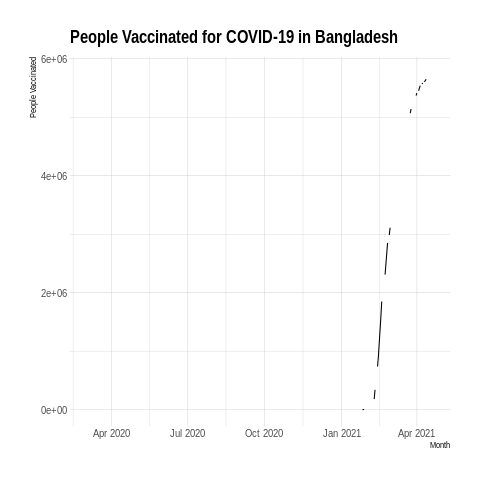 People Vaccinated for COVID-19 in Bangladesh
People Vaccinated
6e+06
4e+06
2e+06
0e+00
Apr 2020 Jul 2020 Oct 2020 Jan 2021 Apr 2021
Month